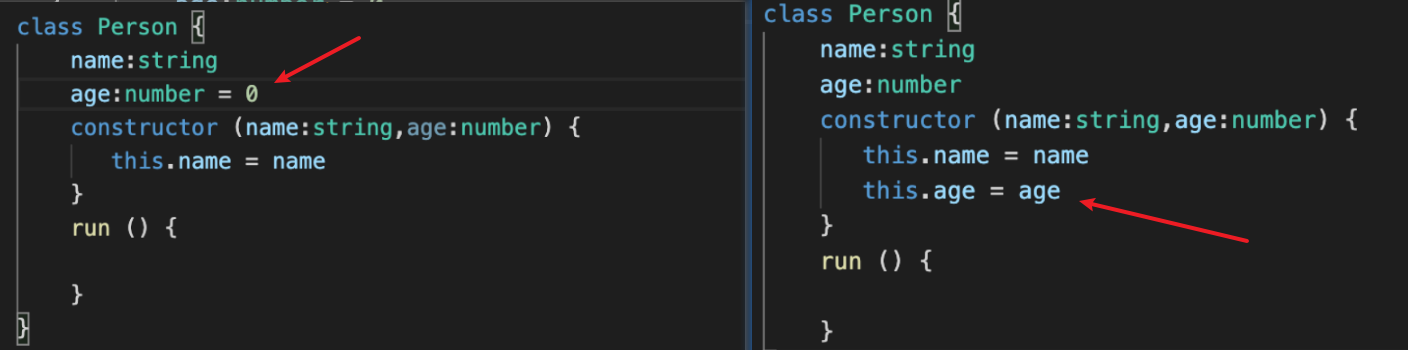 class Person {
name:string
age:number = 0
constructor (name:string,age:number) {
this.name = name
}
run () {
}
}
class Person {
name:string
age:number
constructor (name:string,age:number) {
this.name = name
this.age = age
}
run () {
}